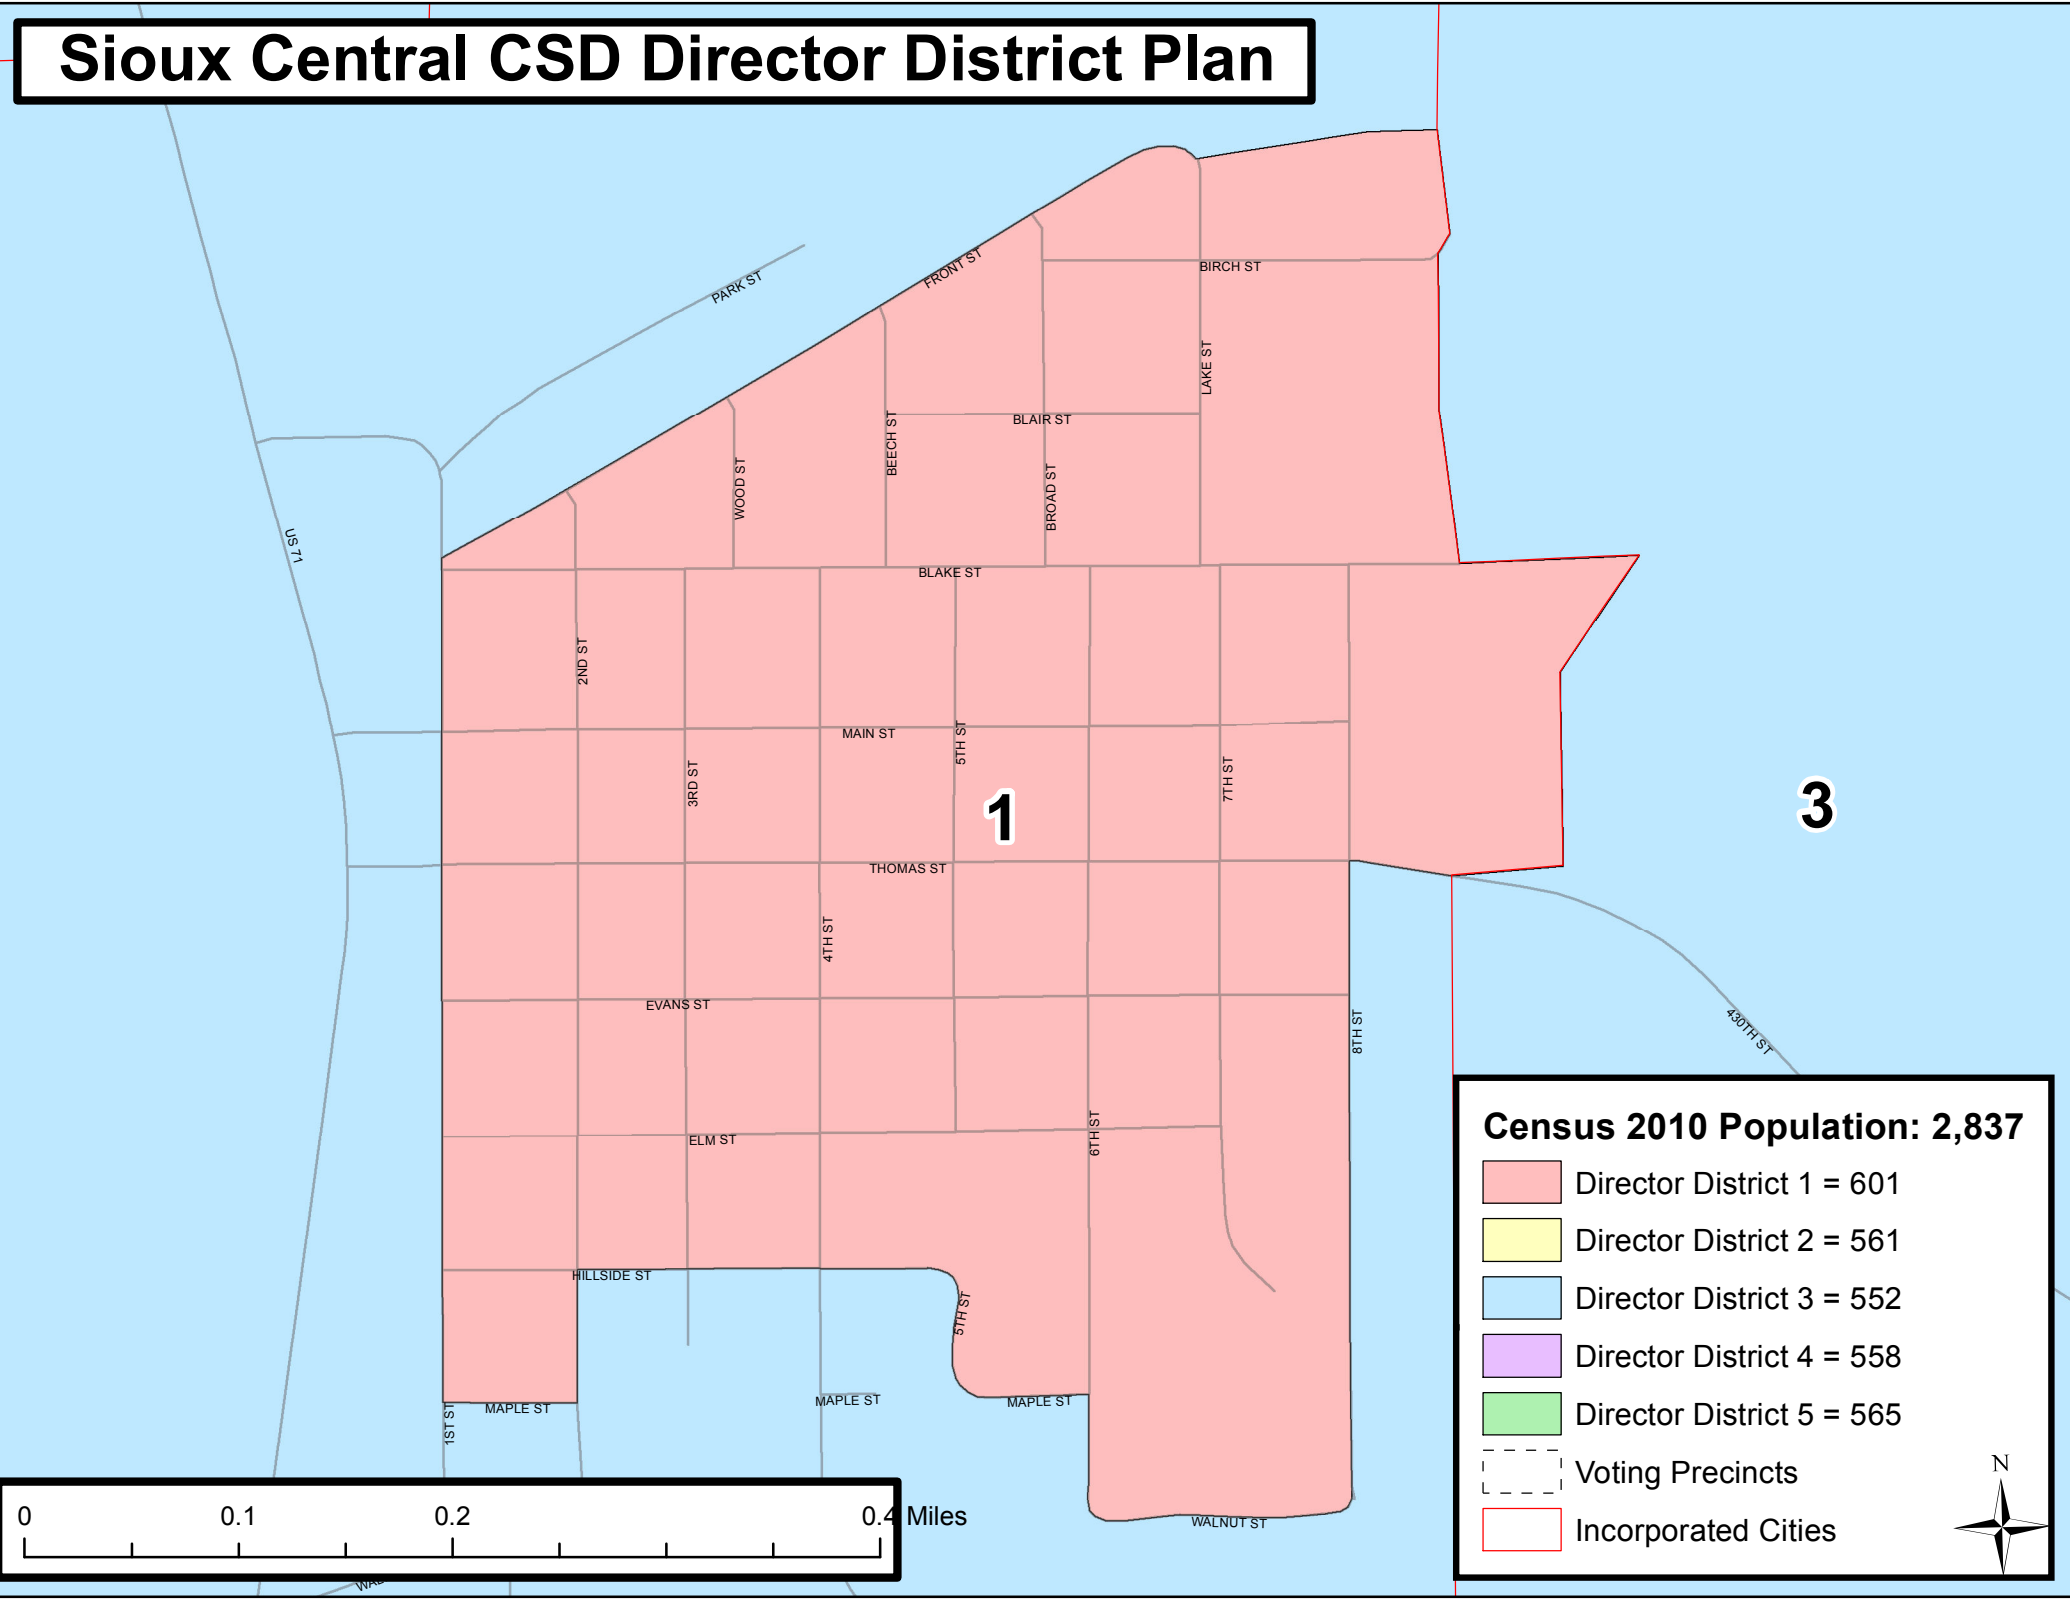 Sioux Central CSD Director District Plan
PARK ST
FRONT ST
BIRCH ST
LAKE ST
BLAIR ST
BEECH ST
WOOD ST
BROAD ST
US 71
BLAKE ST
2ND ST
MAIN ST
5TH ST
3RD ST
7TH ST
1
3
THOMAS ST
4TH ST
EVANS ST
8TH ST
430TH ST
ELM ST
6TH ST
HILLSIDE ST
5TH ST
MAPLE ST
MAPLE ST
MAPLE ST
1ST ST
WALNUT ST
Census 2010 Population: 2,837
Director District 1 = 601
Director District 2 = 561
Director District 3 = 552
Director District 4 = 558
Director District 5 = 565
Voting Precincts
Incorporated Cities
N
0 0.1 0.2 0.4 Miles